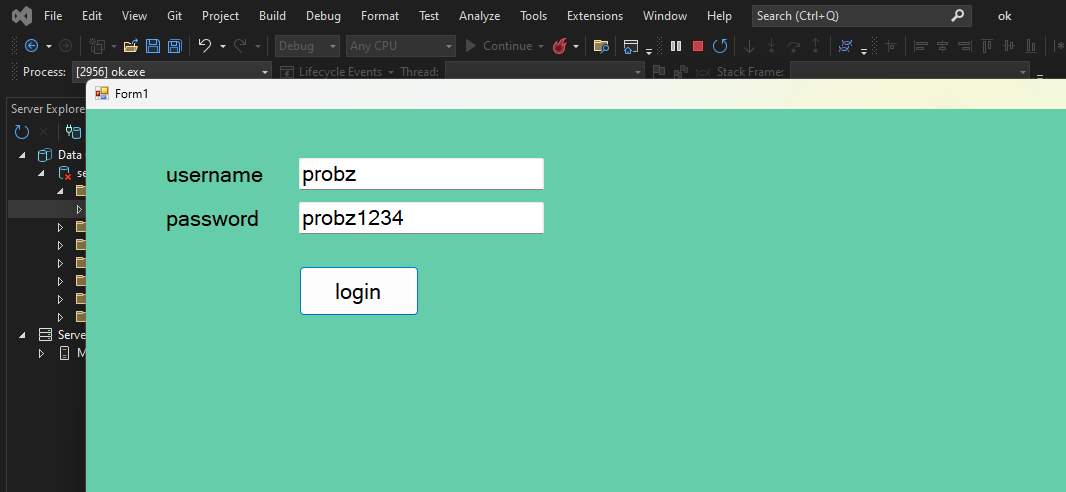 File Edit View Git Project Build Debug Format Test Analyze Tools Extensions Window Help Search (Ctrl+Q) ok
Debug Any CPU Continue
Process: [2956] ok.exe Lifecycle Events Thread: Stack Frame:
Form1
Server Explore
Data
se
username probz
password probz1234
login
Serve
M